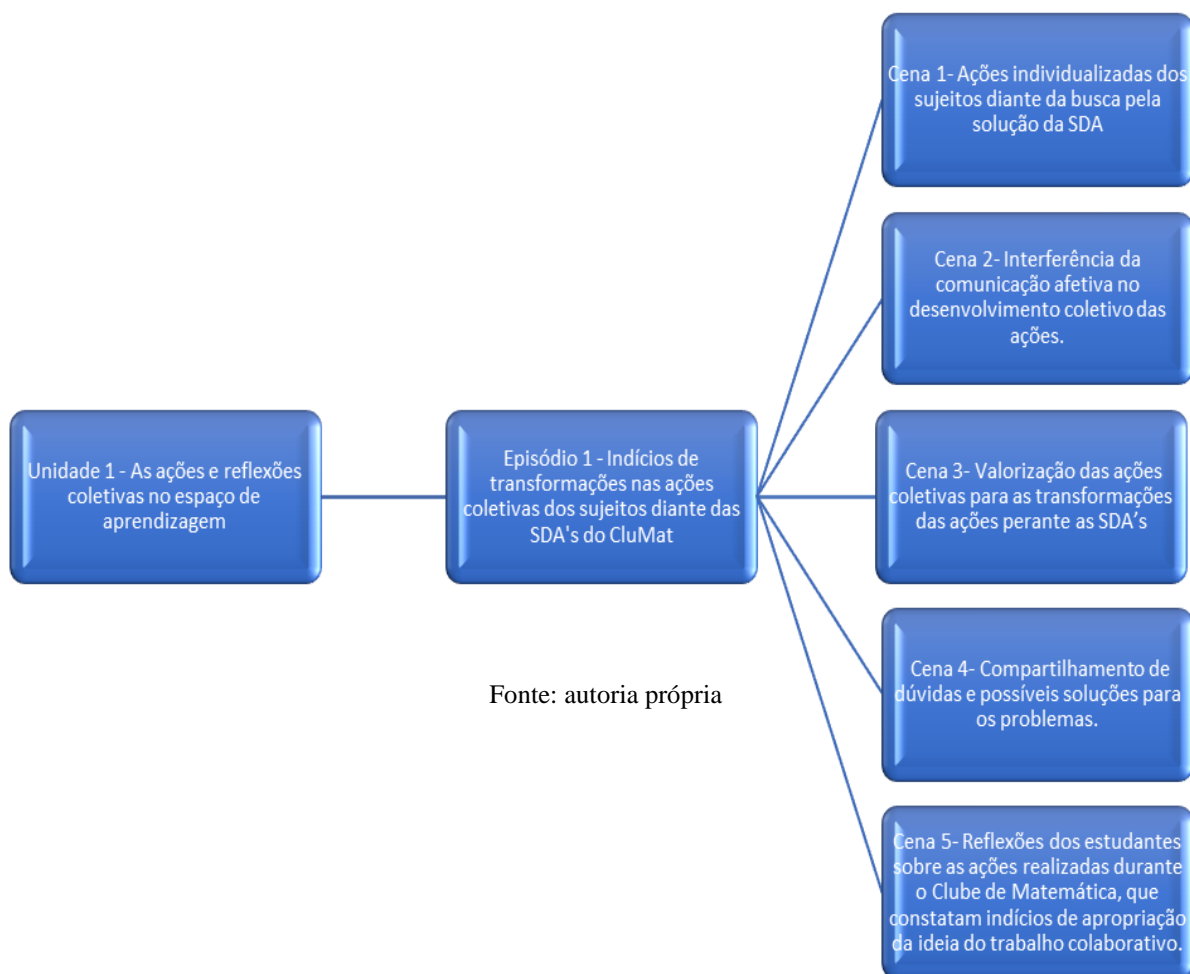 Unidade 1 - As ações e reflexões
coletivas no espaço de
aprendizagem
Episódio 1 - Indícios de
transformações nas ações
coletivas dos sujeitos diante das
SDA's do CluMat
Cena 1- Ações individualizadas dos
sujeitos diante da busca pela
solução da SDA
Cena 2- Interferência da
comunicação afetiva no
desenvolvimento coletivo das
ações.
Cena 3- Valorização das ações
coletivas para as transformações
das ações perante as SDA’s
Cena 4- Compartilhamento de
dúvidas e possíveis soluções para
os problemas.
Cena 5- Reflexões dos estudantes
sobre as ações realizadas durante
o Clube de Matemática, que
constatam indícios de apropriação
da ideia do trabalho colaborativo.
Fonte: autoria própria